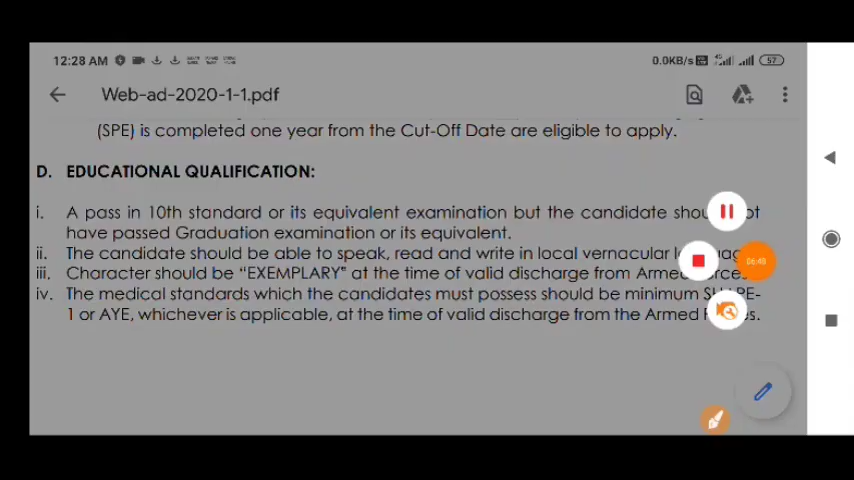 12:28 AM 0.0KB/s 4G 57
Web-ad-2020-1-1.pdf
(SPE) is completed one year from the Cut-Off Date are eligible to apply.
D. EDUCATIONAL QUALIFICATION:
i. A pass in 10th standard or its equivalent examination but the candidate shou ot
have passed Graduation examination or its equivalent.
ii. The candidate should be able to speak, read and write in local vernacular l
iii. Character should be “EXEMPLARY” at the time of valid discharge from Armed
iv. The medical standards which the candidates must possess should be minimum SHAPE-
1 or AYE, whichever is applicable, at the time of valid discharge from the Armed F es.